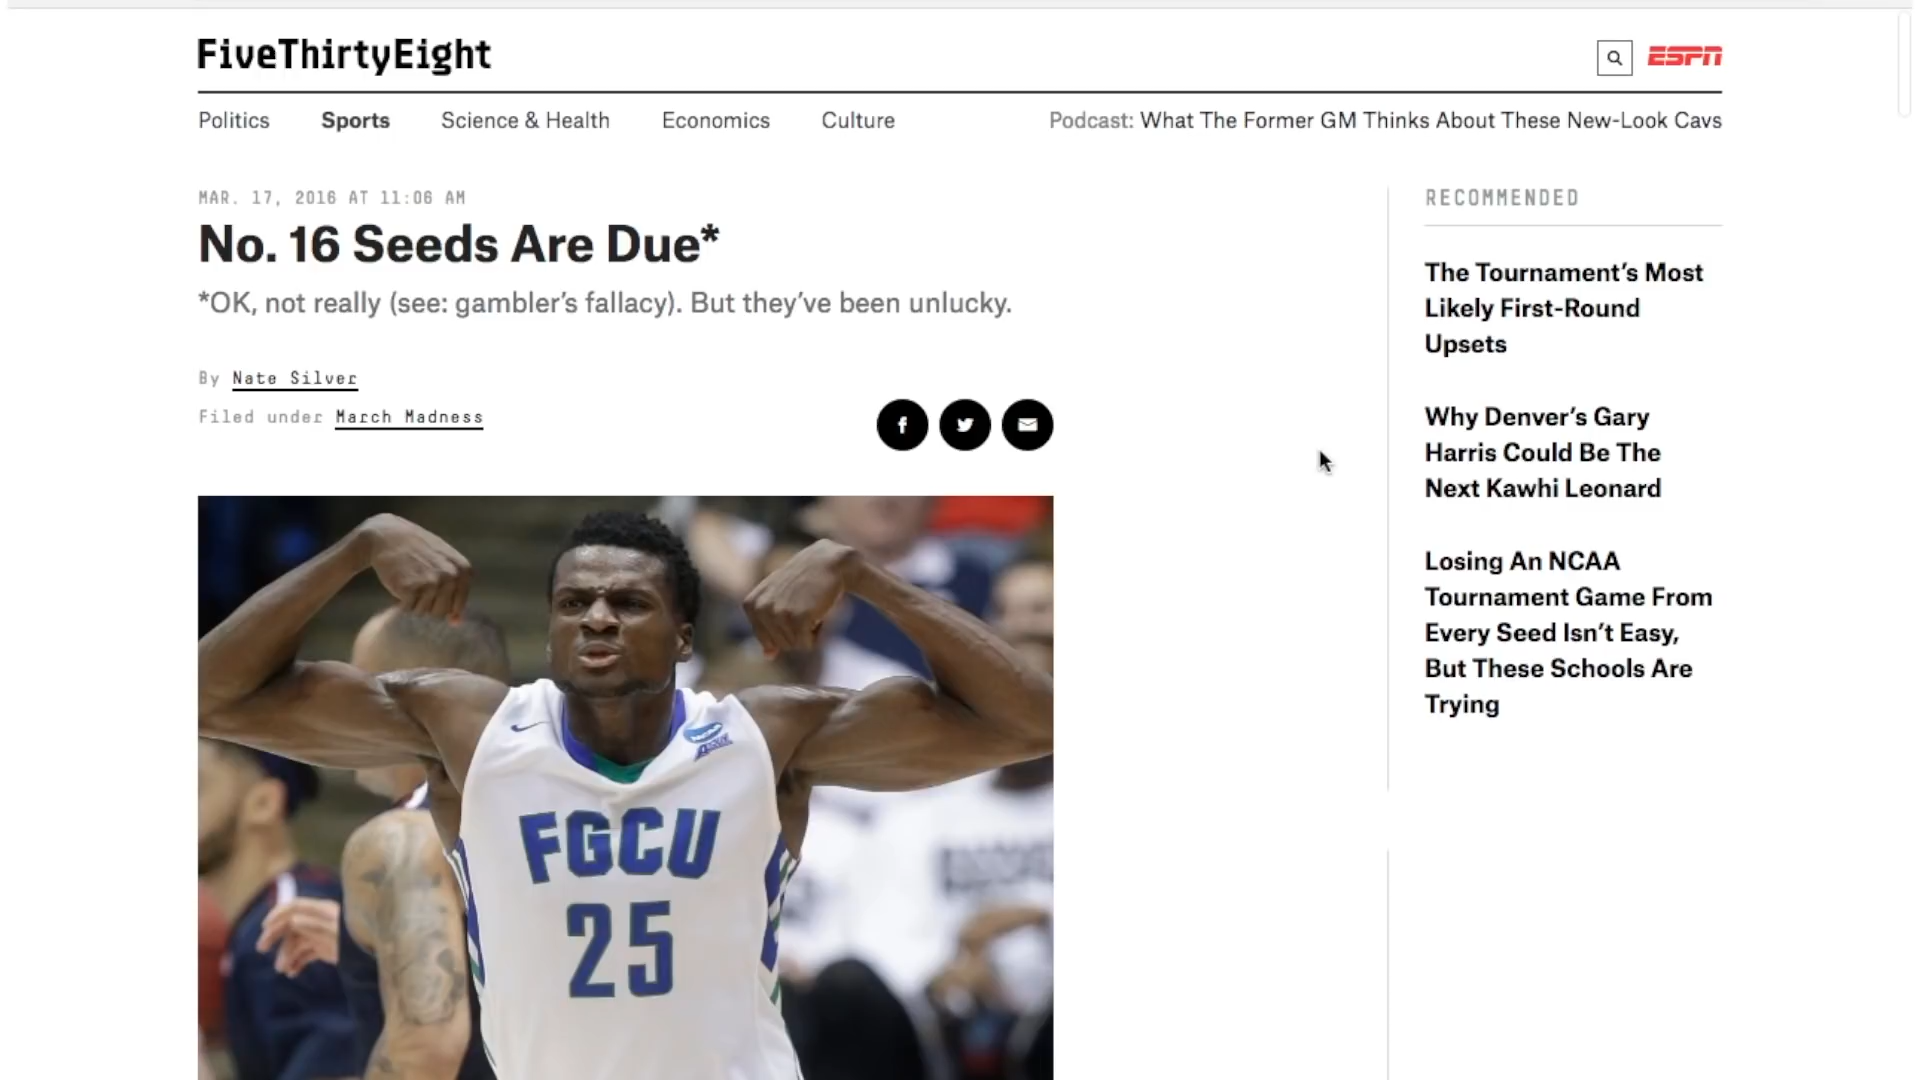 FiveThirtyEight
ESPN
Politics Sports Science & Health Economics Culture Podcast: What The Former GM Thinks About These New-Look Cavs
MAR. 17, 2016 AT 11:06 AM
No. 16 Seeds Are Due*
*OK, not really (see: gambler's fallacy). But they've been unlucky.
By Nate Silver
Filed under March Madness
FGCU
25
RECOMMENDED
The Tournament's Most
Likely First-Round
Upsets
Why Denver's Gary
Harris Could Be The
Next Kawhi Leonard
Losing An NCAA
Tournament Game From
Every Seed Isn't Easy,
But These Schools Are
Trying